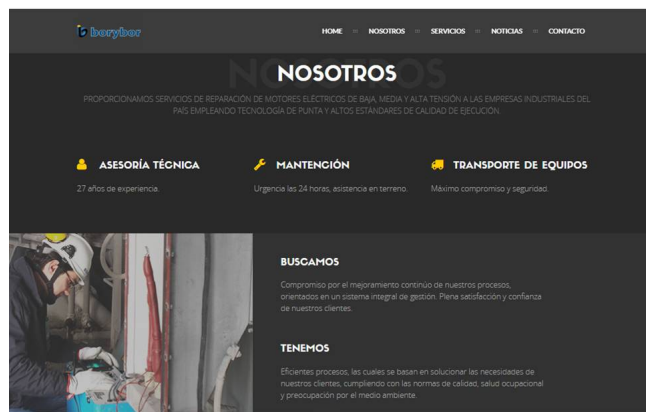 borybor
HOME :: NOSOTROS :: SERVICIOS :: NOTICIAS :: CONTACTO
NOSOTROS
NOSOTROS
PROPORCIONAMOS SERVICIOS DE REPARACIÓN DE MOTORES ELÉCTRICOS DE BAJA, MEDIA Y ALTA TENSIÓN A LAS EMPRESAS INDUSTRIALES DEL
PAÍS EMPLEANDO TECNOLOGÍA DE PUNTA Y ALTOS ESTÁNDARES DE CALIDAD DE EJECUCIÓN.
ASESORÍA TÉCNICA
27 años de experiencia.
MANTENCIÓN
Urgencia las 24 horas, asistencia en terreno.
TRANSPORTE DE EQUIPOS
Máximo compromiso y seguridad.
BUSCAMOS
Compromiso por el mejoramiento continúo de nuestros procesos,
orientados en un sistema integral de gestión. Plena satisfacción y confianza
de nuestros clientes.
TENEMOS
Eficientes procesos, las cuales se basan en solucionar las necesidades de
nuestros clientes, cumpliendo con las normas de calidad, salud ocupacional
y preocupación por el medio ambiente.